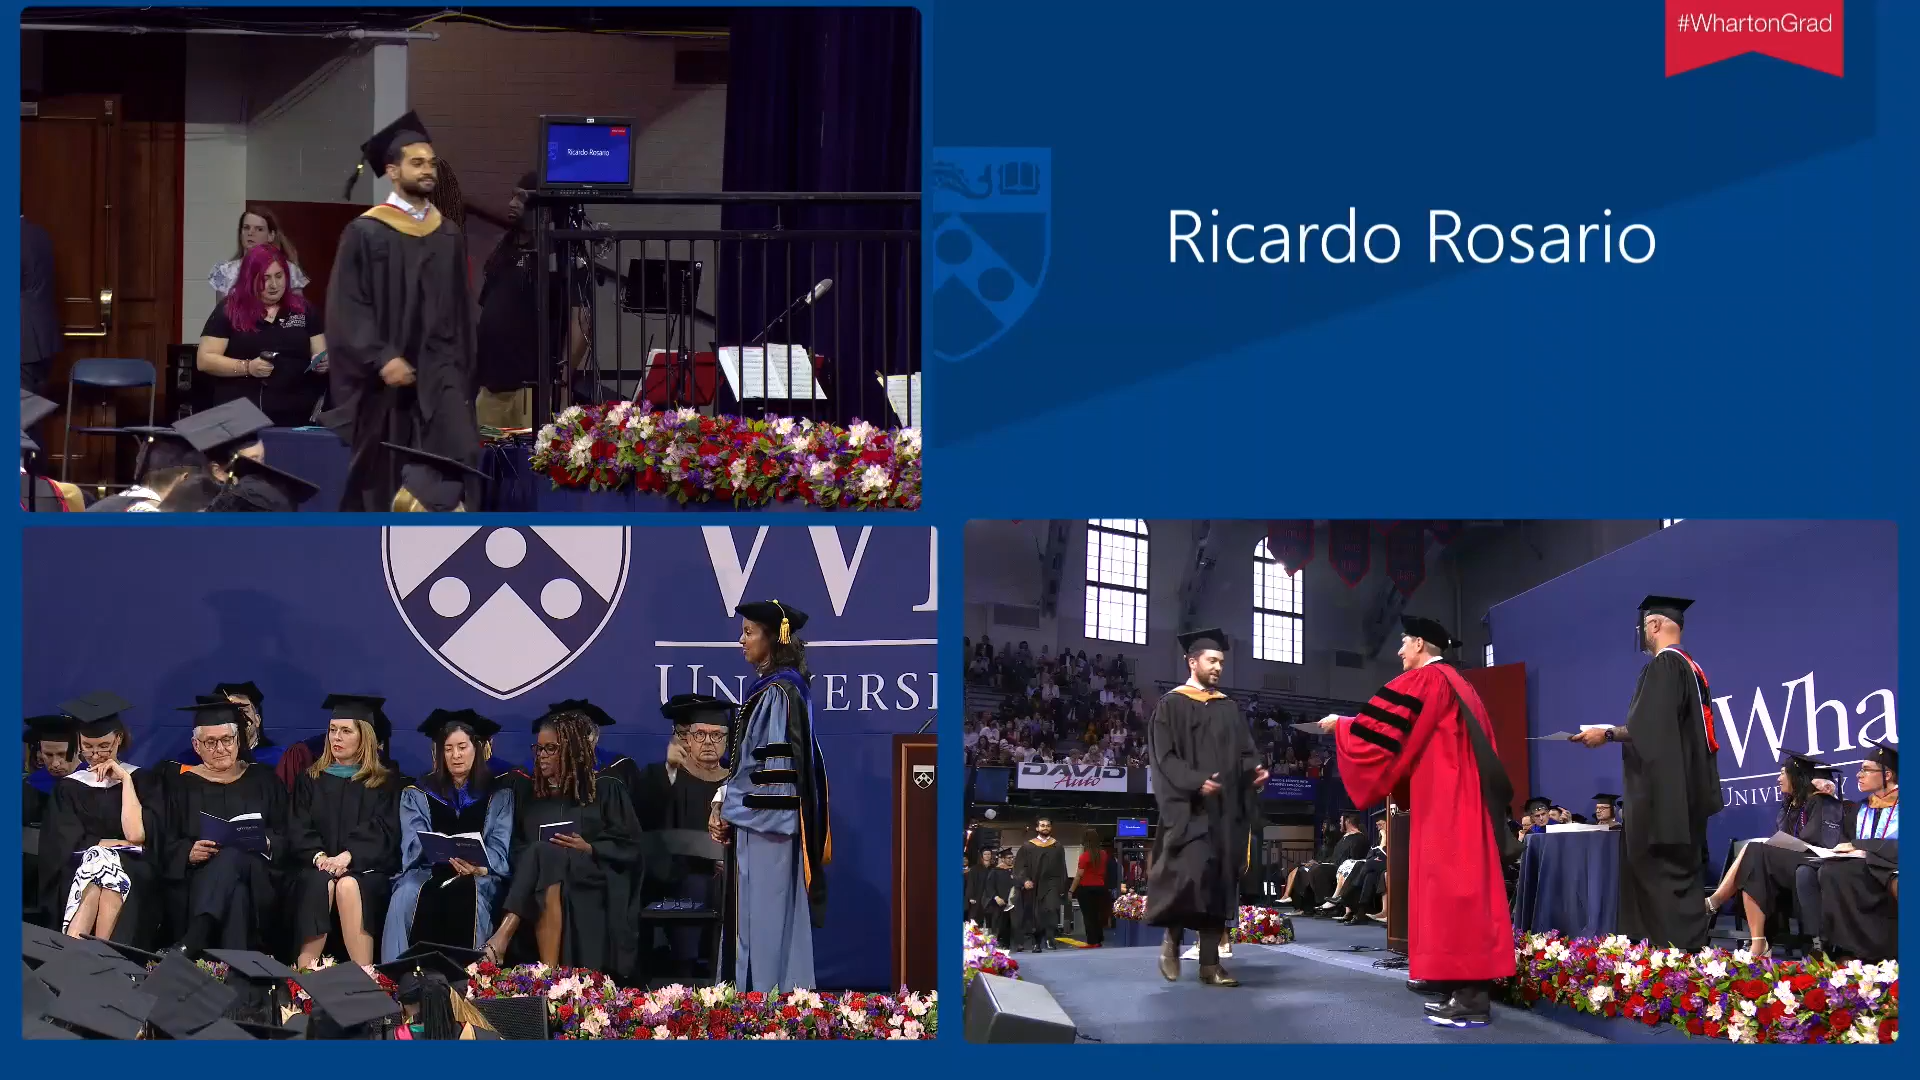 #WhartonGrad
Ricardo Rosario
Ricardo Rosario
W
UNIVERSI
DAVID
Auto
Wha
UNIVE
Y